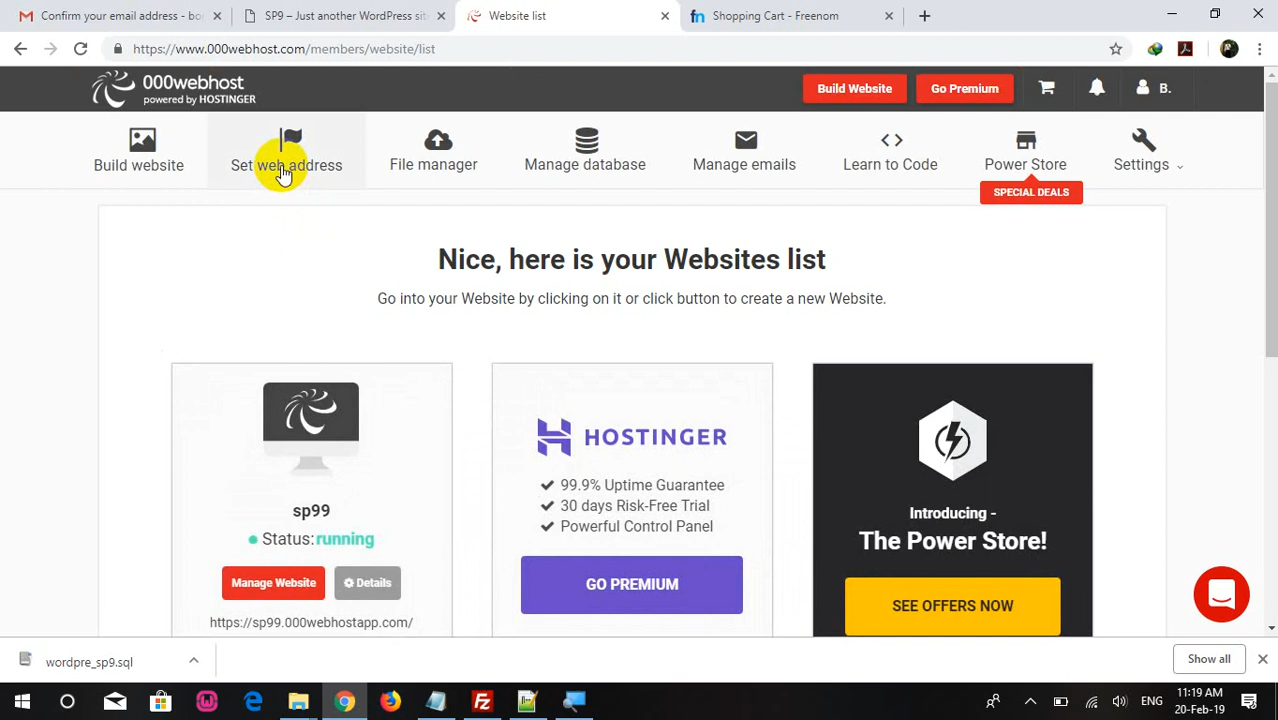 Confirm your email address - bor
SP9 – Just another WordPress site
Website list
Shopping Cart - Freenom
https://www.000webhost.com/members/website/list
000webhost
powered by HOSTINGER
Build Website
Go Premium
B.
Build website
Set web address
File manager
Manage database
Manage emails
Learn to Code
Power Store
Settings
SPECIAL DEALS
Nice, here is your Websites list
Go into your Website by clicking on it or click button to create a new Website.
sp99
Status: running
Manage Website
Details
https://sp99.000webhostapp.com/
HOSTINGER
99.9% Uptime Guarantee
30 days Risk-Free Trial
Powerful Control Panel
GO PREMIUM
Introducing -
The Power Store!
SEE OFFERS NOW
wordpre_sp9.sql
Show all
ENG
11:19 AM
20-Feb-19